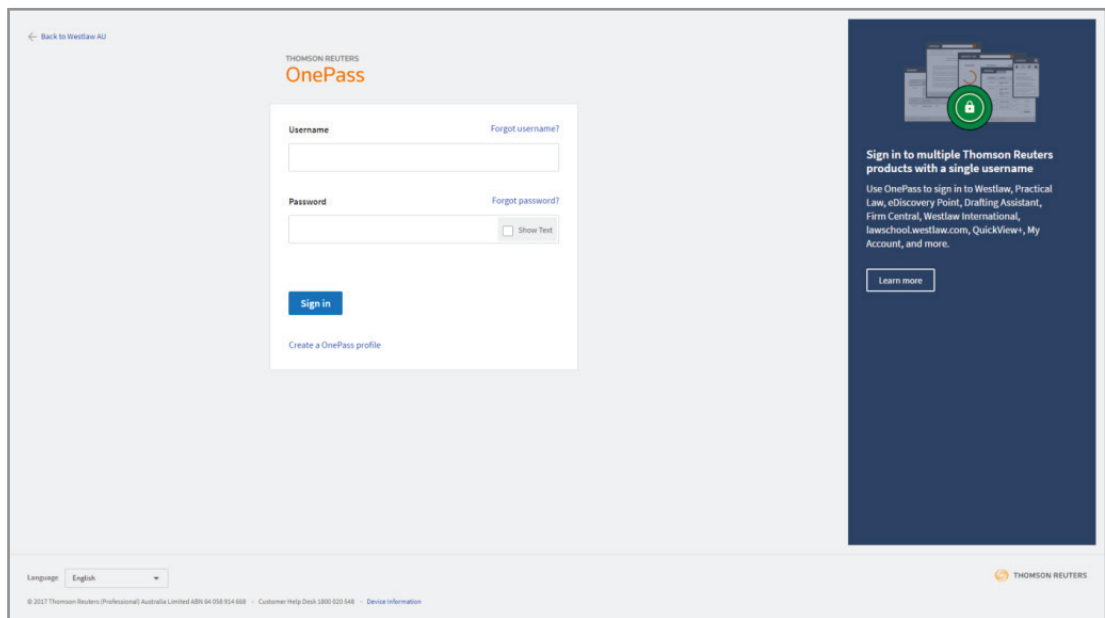 Back to Westlaw AU
THOMSON REUTERS
OnePass
Username
Forgot username?
Password
Forgot password?
Show Text
Sign in
Create a OnePass profile
Sign in to multiple Thomson Reuters
products with a single username
Use OnePass to sign in to Westlaw, Practical
Law, eDiscovery Point, Drafting Assistant,
Firm Central, Westlaw International,
lawschool.westlaw.com, QuickView+, My
Account, and more.
Learn more
Language English
THOMSON REUTERS
© 2017 Thomson Reuters (Professional) Australia Limited ABN 64 058 914 668 · Customer Help Desk 1800 020 548 · Device Information